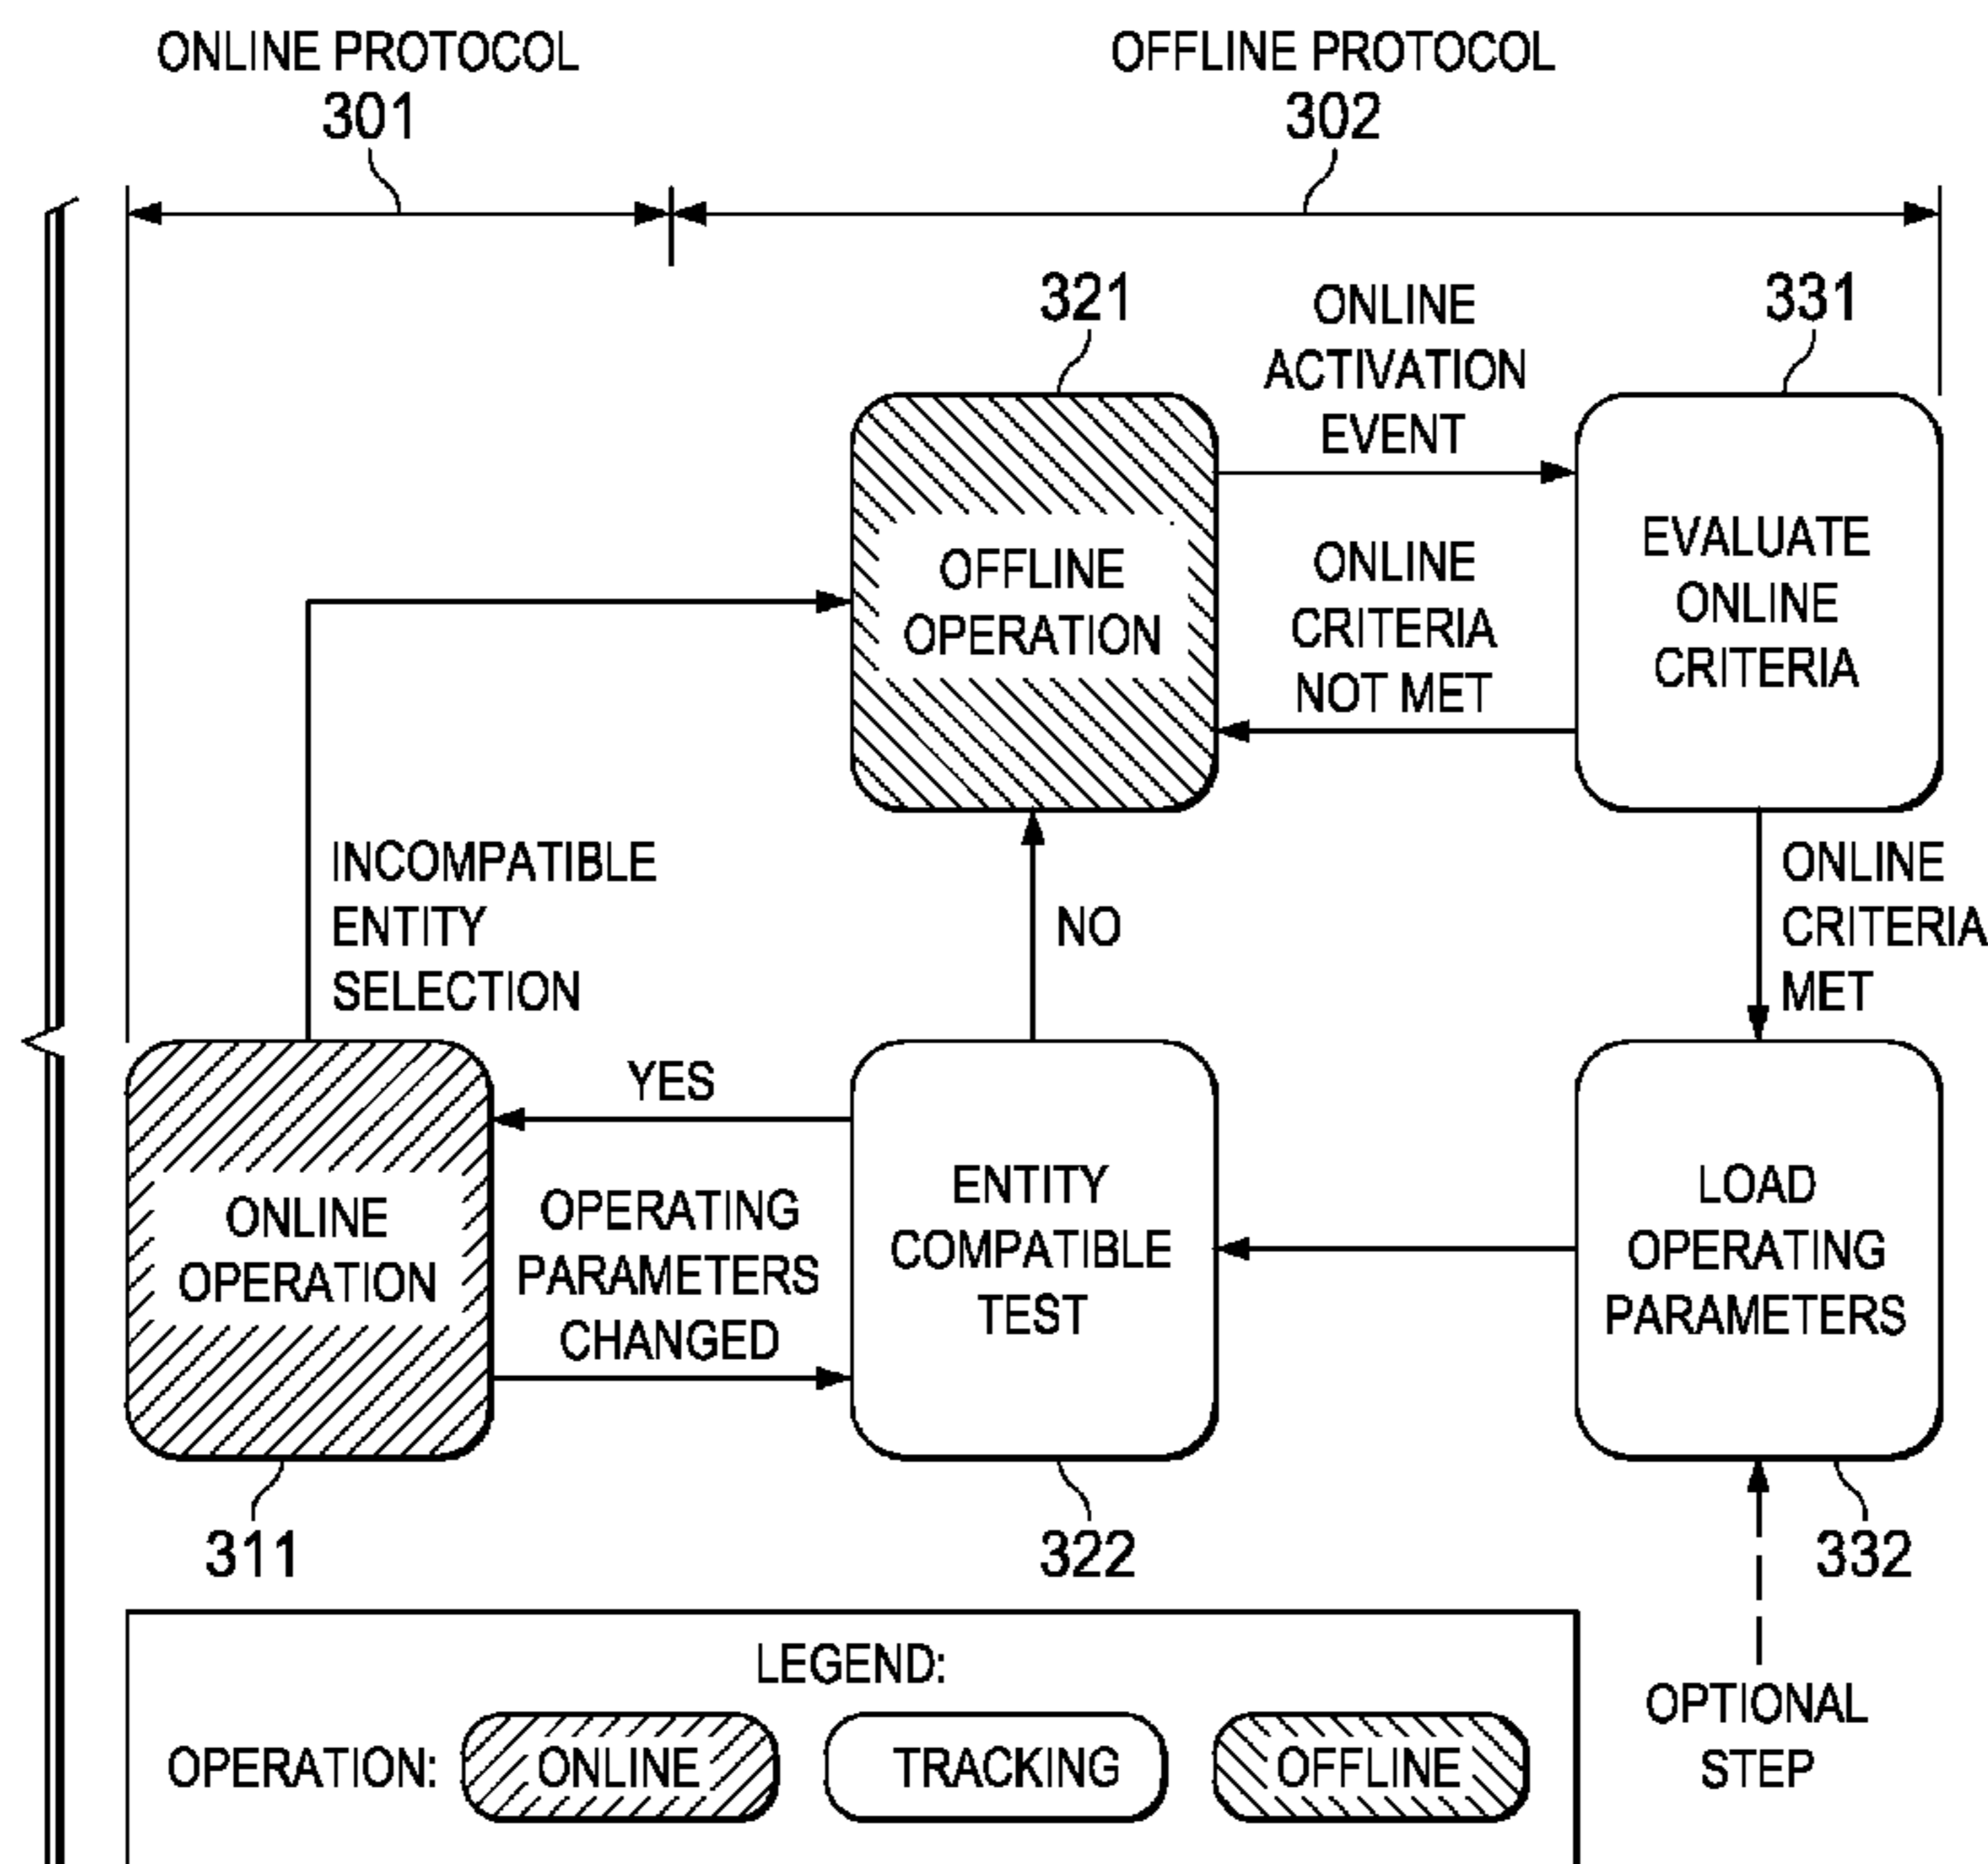 ONLINE PROTOCOL
301
OFFLINE PROTOCOL
302
321
ONLINE
ACTIVATION
EVENT
331
OFFLINE
OPERATION
ONLINE
CRITERIA
NOT MET
EVALUATE
ONLINE
CRITERIA
INCOMPATIBLE
ENTITY
SELECTION
NO
ONLINE
CRITERIA
MET
ONLINE
OPERATION
YES
OPERATING
PARAMETERS
CHANGED
ENTITY
COMPATIBLE
TEST
LOAD
OPERATING
PARAMETERS
311
322
332
OPTIONAL
STEP
LEGEND:
OPERATION: ONLINE TRACKING OFFLINE